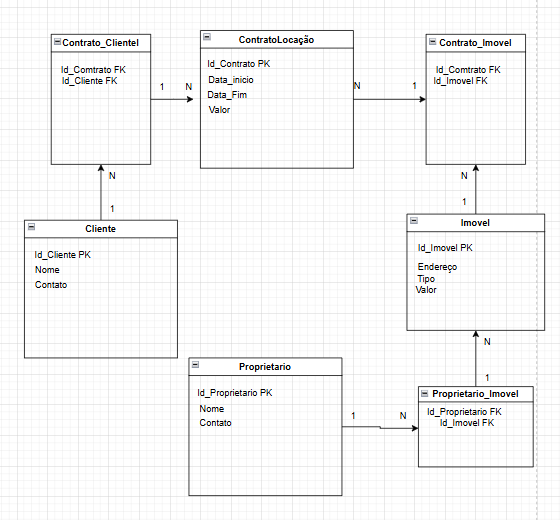 Contrato_Clientel
Id_Comtrato FK
Id_Cliente FK
1
N
ContratoLocação
Id_Contrato PK
Data_inicio
Data_Fim
Valor
N
1
Contrato_Imovel
Id_Comtrato FK
Id_Imovel FK
N
1
N
1
Cliente
Id_Cliente PK
Nome
Contato
Imovel
Id_Imovel PK
Endereço
Tipo
Valor
N
1
Proprietario
Id_Proprietario PK
Nome
Contato
1
N
Proprietario_Imovel
Id_Proprietario FK
Id_Imovel FK